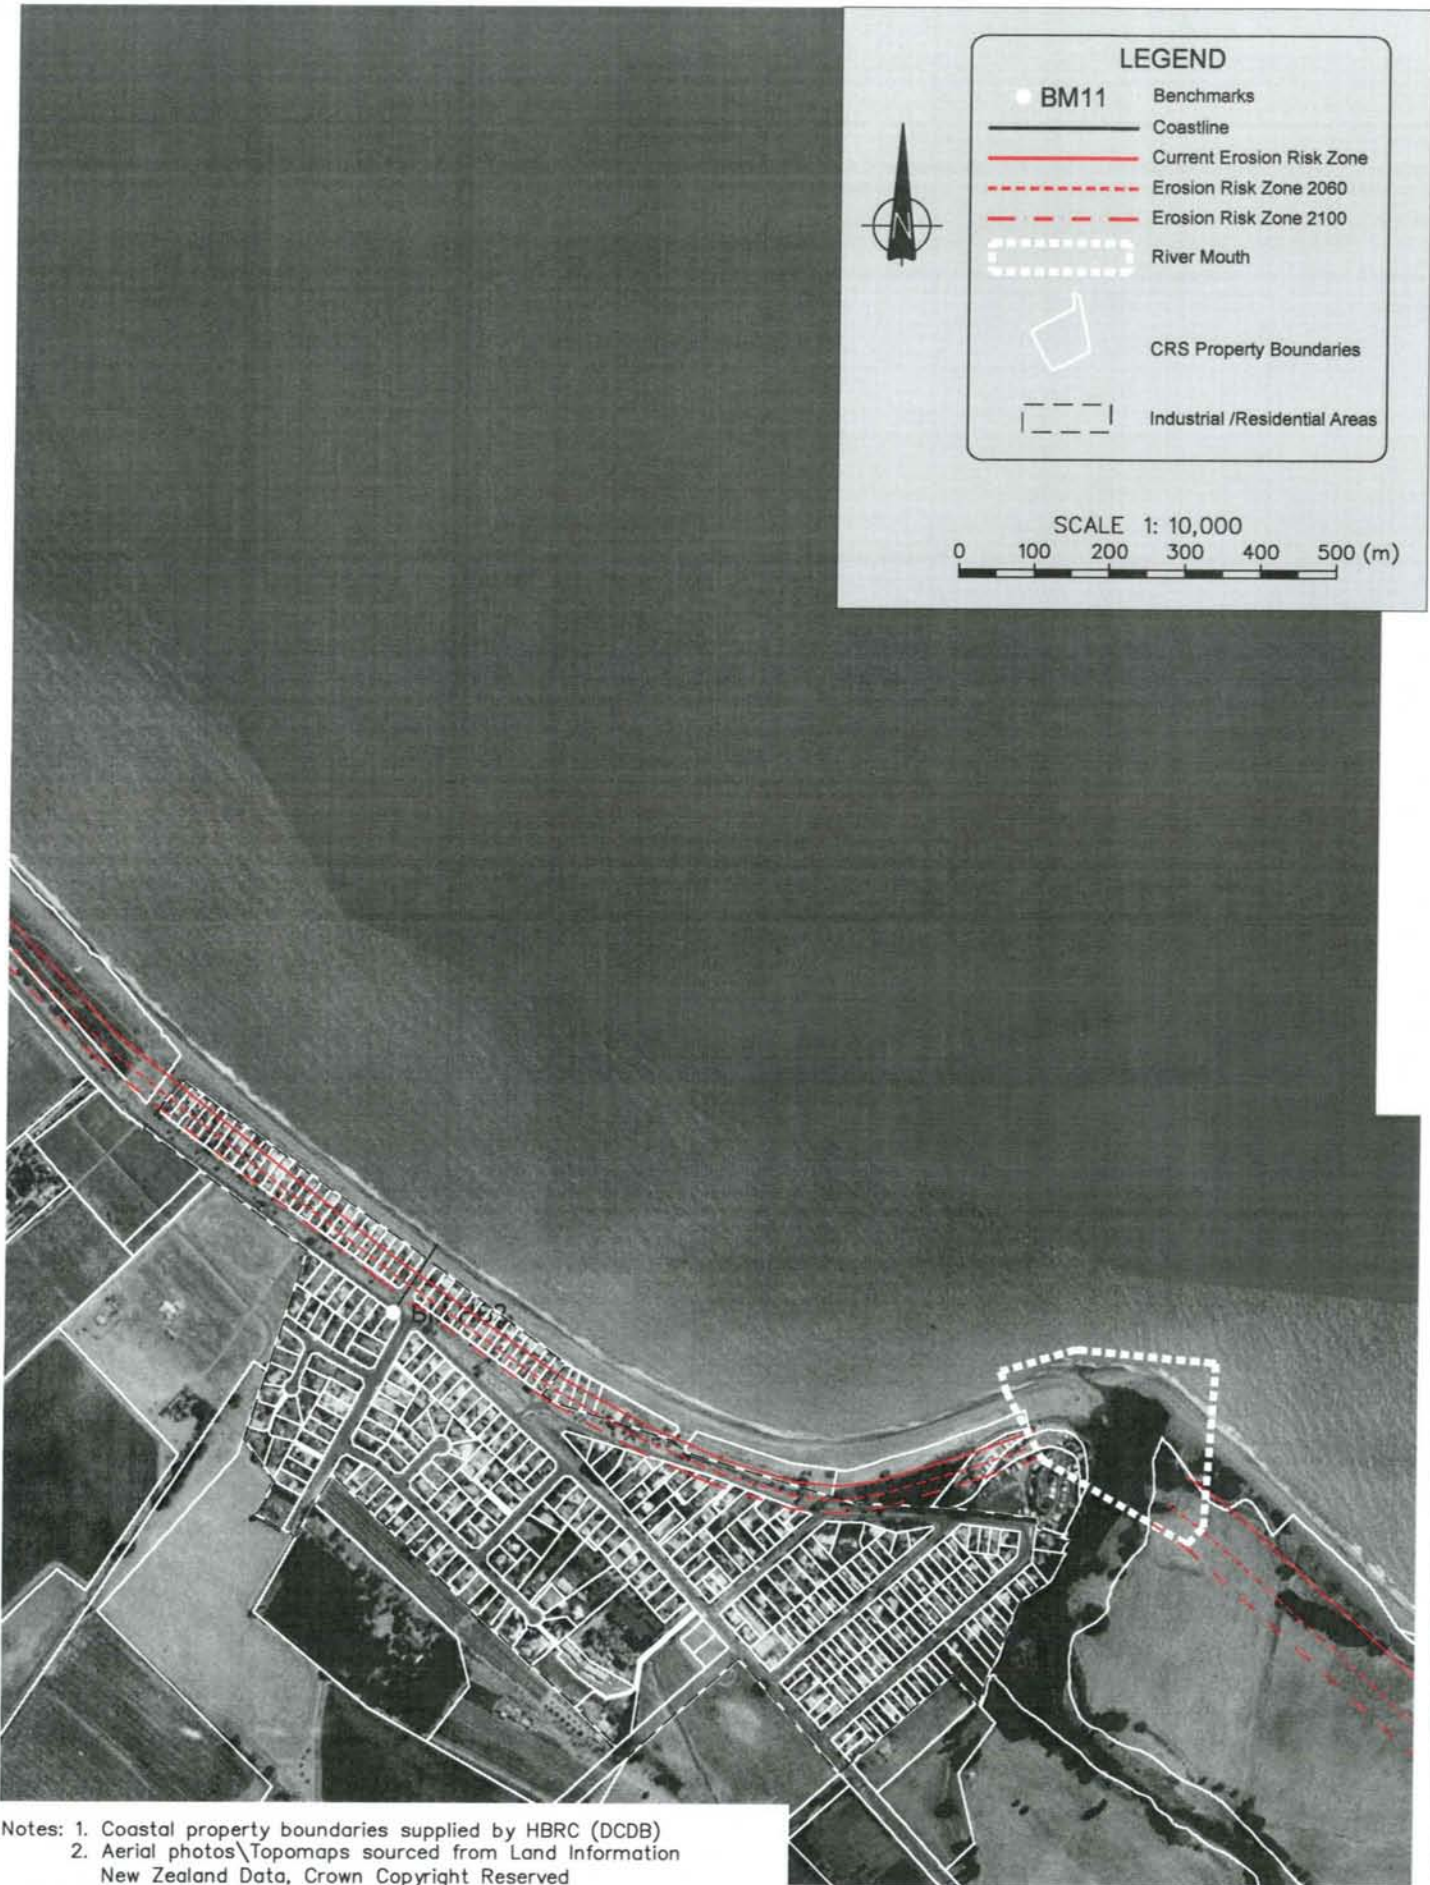 LEGEND
BM11 Benchmarks
Coastline
Current Erosion Risk Zone
Erosion Risk Zone 2060
Erosion Risk Zone 2100
River Mouth
CRS Property Boundaries
Industrial /Residential Areas
N
SCALE 1: 10,000
0 100 200 300 400 500 (m)
Notes: 1. Coastal property boundaries supplied by HBRC (DCDB)
2. Aerial photos\Topomaps sourced from Land Information
New Zealand Data, Crown Copyright Reserved